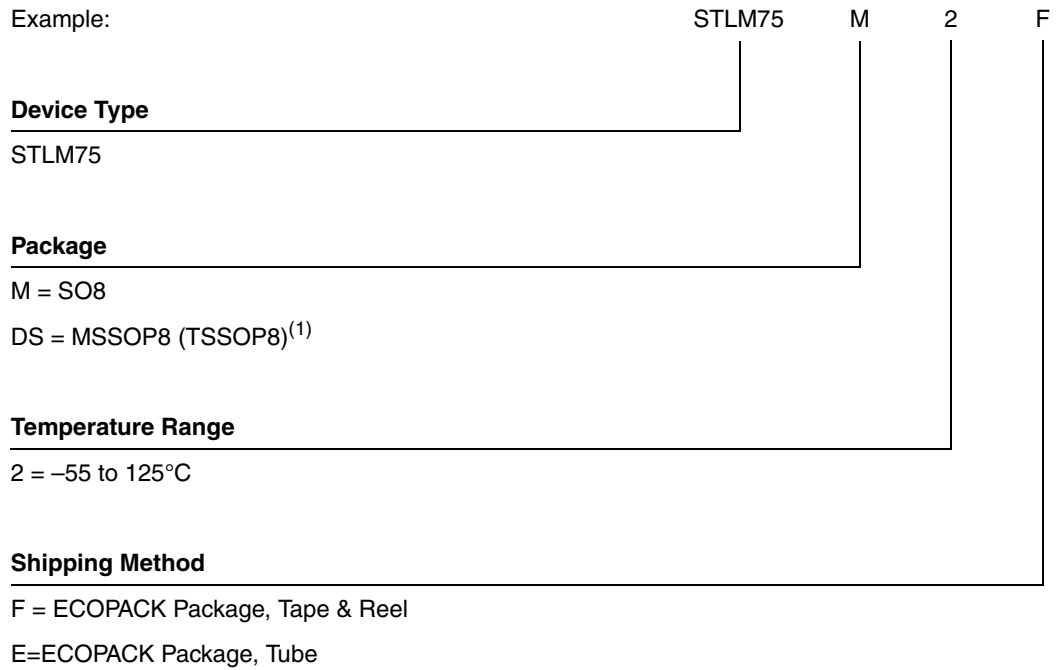 Example: STLM75 M 2 F
Device Type
STLM75
Package
M = SO8
DS = MSSOP8 (TSSOP8)(1)
Temperature Range
2 = –55 to 125°C
Shipping Method
F = ECOPACK Package, Tape & Reel
E=ECOPACK Package, Tube